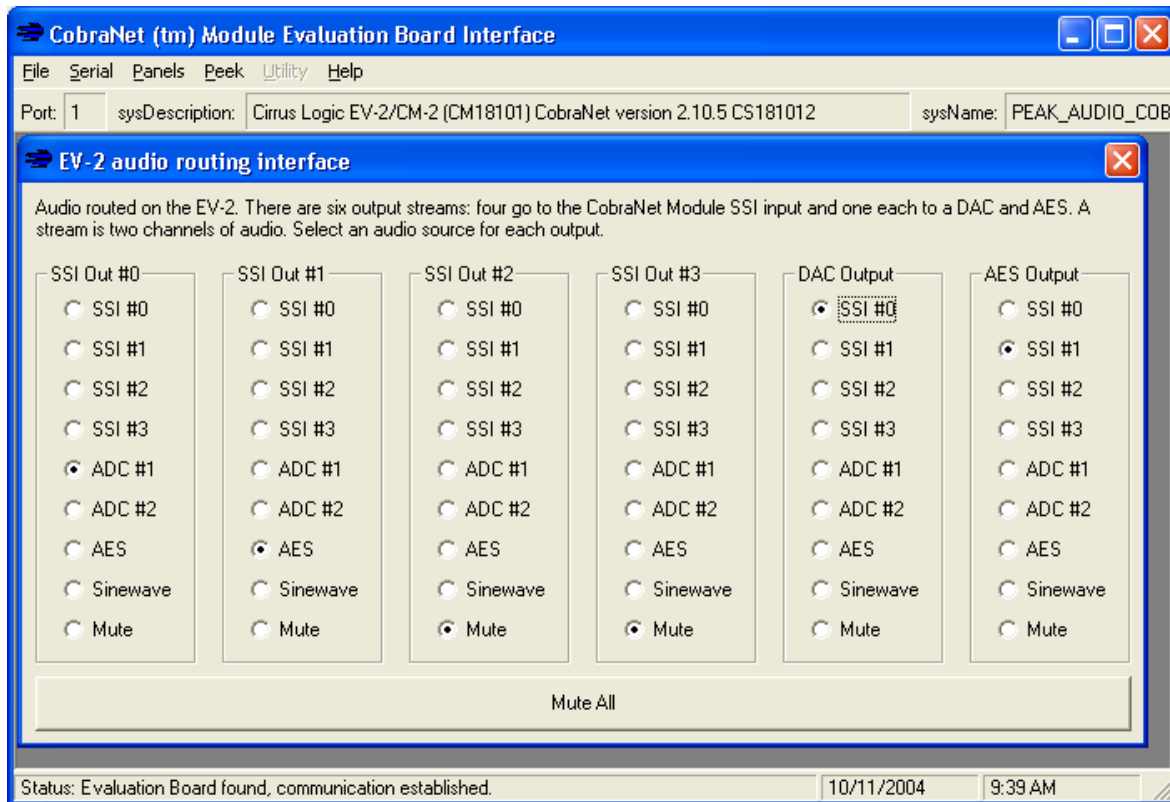 CobraNet (tm) Module Evaluation Board Interface
File Serial Panels Peek Utility Help
Port: 1 sysDescription: Cirrus Logic EV-2/CM-2 (CM18101) CobraNet version 2.10.5 CS181012 sysName: PEAK_AUDIO_COB
EV-2 audio routing interface
Audio routed on the EV-2. There are six output streams: four go to the CobraNet Module SSI input and one each to a DAC and AES. A
stream is two channels of audio. Select an audio source for each output.
SSI Out #0 SSI Out #1 SSI Out #2 SSI Out #3 DAC Output AES Output
SSI #0 SSI #0 SSI #0 SSI #0 SSI #0 SSI #0
SSI #1 SSI #1 SSI #1 SSI #1 SSI #1 SSI #1
SSI #2 SSI #2 SSI #2 SSI #2 SSI #2 SSI #2
SSI #3 SSI #3 SSI #3 SSI #3 SSI #3 SSI #3
ADC #1 ADC #1 ADC #1 ADC #1 ADC #1 ADC #1
ADC #2 ADC #2 ADC #2 ADC #2 ADC #2 ADC #2
AES AES AES AES AES AES
Sinewave Sinewave Sinewave Sinewave Sinewave Sinewave
Mute Mute Mute Mute Mute Mute
Mute All
Status: Evaluation Board found, communication established. 10/11/2004 9:39 AM